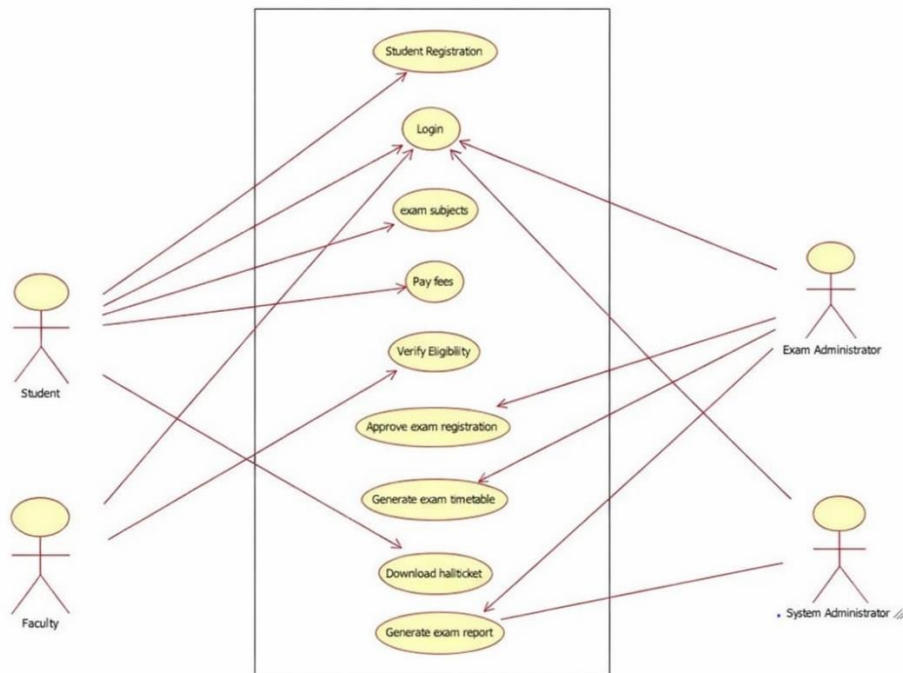 Student Registration
Login
exam subjects
Pay fees
Verify Eligibility
Approve exam registration
Generate exam timetable
Download hallticket
Generate exam report
Student
Faculty
Exam Administrator
System Administrator